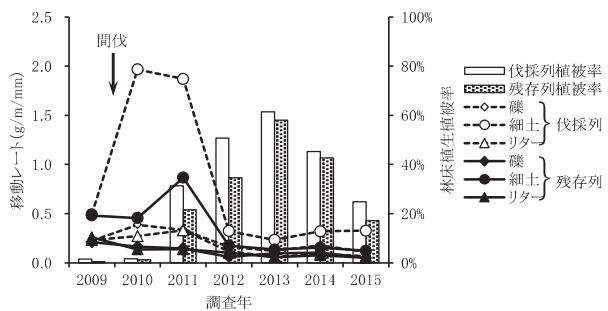 移動レート(g/m/mm)
2.5
2.0
1.5
1.0
0.5
0.0
間伐
2009 2010 2011 2012 2013 2014 2015
調査年
100%
80%
60%
40%
20%
0%
林床植生植被率
伐採列植被率
残存列植被率
礫
細土
リター
伐採列
礫
細土
リター
残存列